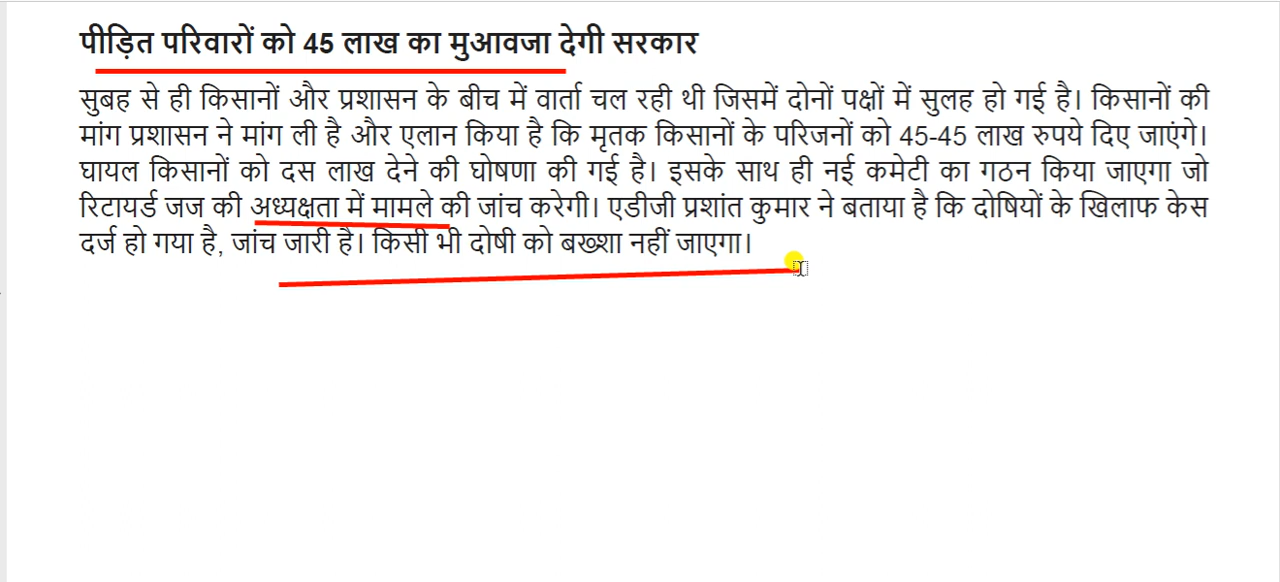 पीड़ित परिवारों को 45 लाख का मुआवजा देगी सरकार
सुबह से ही किसानों और प्रशासन के बीच में वार्ता चल रही थी जिसमें दोनों पक्षों में सुलह हो गई है। किसानों की
मांग प्रशासन ने मांग ली है और एलान किया है कि मृतक किसानों के परिजनों को 45-45 लाख रुपये दिए जाएंगे।
घायल किसानों को दस लाख देने की घोषणा की गई है। इसके साथ ही नई कमेटी का गठन किया जाएगा जो
रिटायर्ड जज की अध्यक्षता में मामले की जांच करेगी। एडीजी प्रशांत कुमार ने बताया है कि दोषियों के खिलाफ केस
दर्ज हो गया है, जांच जारी है। किसी भी दोषी को बख्शा नहीं जाएगा।